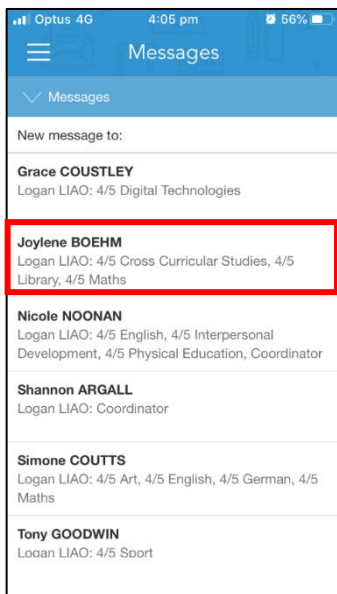 Optus 4G 4:05 pm 56%
Messages
Messages
New message to:
Grace COUSTLEY
Logan LIAO: 4/5 Digital Technologies
Joylene BOEHM
Logan LIAO: 4/5 Cross Curricular Studies, 4/5
Library, 4/5 Maths
Nicole NOONAN
Logan LIAO: 4/5 English, 4/5 Interpersonal
Development, 4/5 Physical Education, Coordinator
Shannon ARGALL
Logan LIAO: Coordinator
Simone COUTTS
Logan LIAO: 4/5 Art, 4/5 English, 4/5 German, 4/5
Maths
Tony GOODWIN
Logan LIAO: 4/5 Sport